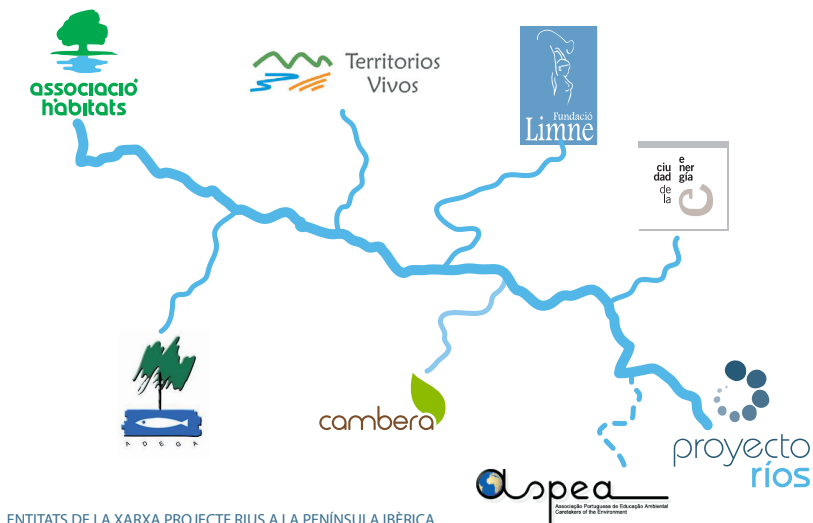 associació
hàbitats
Territorios
Vivos
Fundació
Limne
e
ciu ner
dad gía
de
la
ADEGA
cambera
aspea
Associação Portuguesa de Educação Ambiental
Caretakers of the Environment
proyecto
ríos
ENTITATS DE LA XARXA PROJECTE RIUS A LA PENÍNSULA IBÈRICA